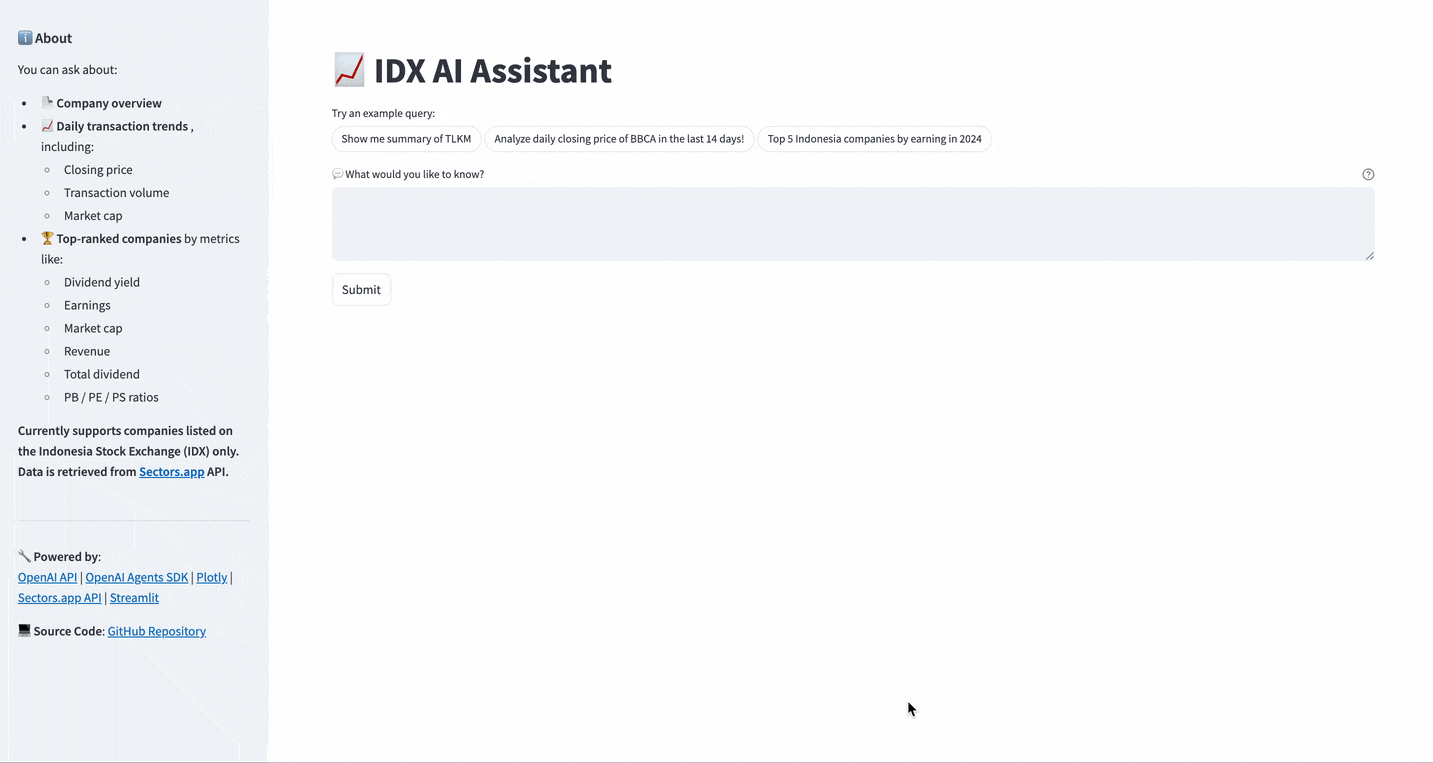 ℹ️ About
You can ask about:
Company overview
Daily transaction trends ,
including:
Closing price
Transaction volume
Market cap
Top-ranked companies by metrics
like:
Dividend yield
Earnings
Market cap
Revenue
Total dividend
PB / PE / PS ratios
Currently supports companies listed on
the Indonesia Stock Exchange (IDX) only.
Data is retrieved from Sectors.app API.
Powered by:
OpenAI API | OpenAI Agents SDK | Plotly |
Sectors.app API | Streamlit
Source Code: GitHub Repository
IDX AI Assistant
Try an example query:
Show me summary of TLKM
Analyze daily closing price of BBCA in the last 14 days!
Top 5 Indonesia companies by earning in 2024
What would you like to know?
Submit